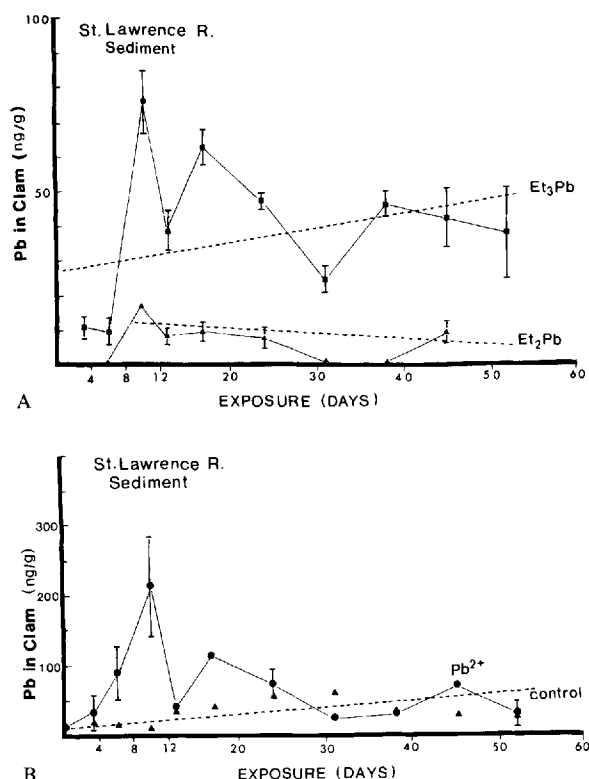 100
St. Lawrence R.
Sediment
Pb in Clam (ng/g)
50
Et₃Pb
Et₂Pb
4 8 12 20 30 40 50 60
A EXPOSURE (DAYS)
St. Lawrence R.
Sediment
300
Pb in Clam (ng/g)
100
Pb²⁺
control
4 8 12 20 30 40 50 60
B EXPOSURE (DAYS)